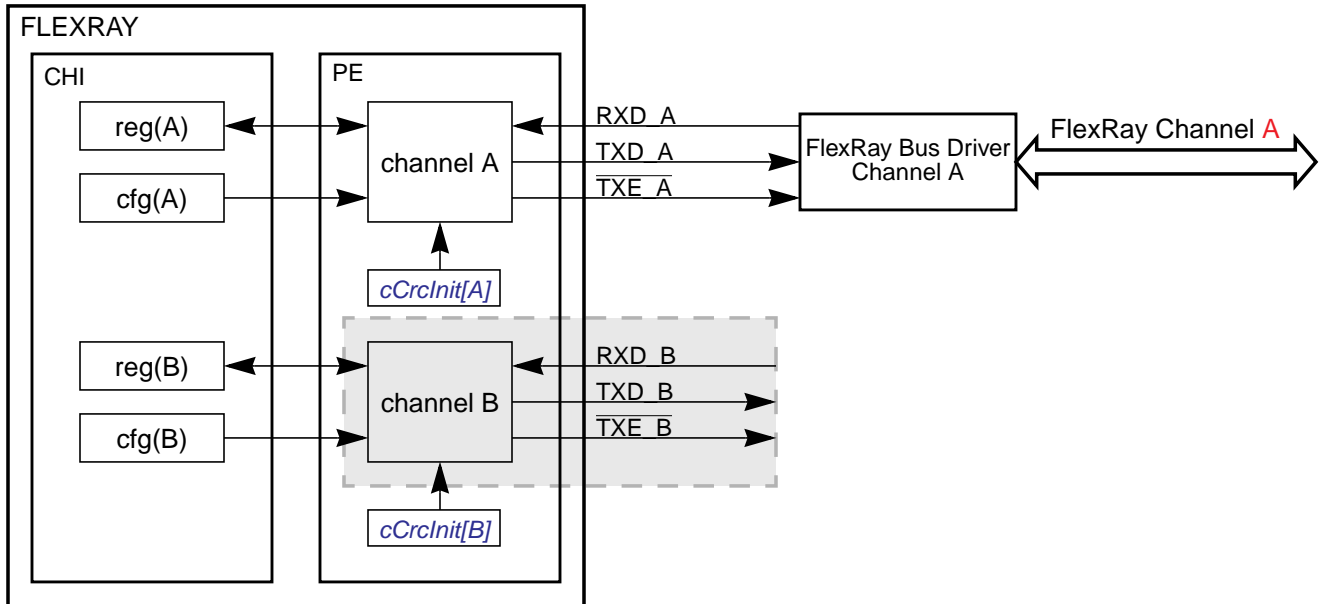 FLEXRAY
CHI
PE
reg(A)
cfg(A)
channel A
cCrcInit[A]
RXD_A
TXD_A
TXE_A
FlexRay Bus Driver
Channel A
FlexRay Channel A
reg(B)
cfg(B)
channel B
cCrcInit[B]
RXD_B
TXD_B
TXE_B